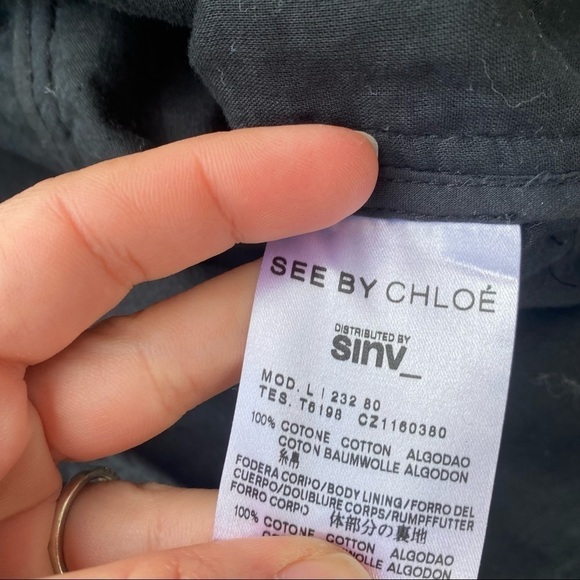 SEE BY CHLOÉ
DISTRIBUTED BY
sinv_
MOD. L | 232 80
TES. T6198 CZ1160380
100% COTONE COTTON ALGODAO
COTON BAUMWOLLE ALGODON
綿
FODERA CORPO/BODY LINING/FORRO DEL
CUERPO/DOUBLURE CORPS/RUMPFFUTTER
FORRO CORPO 体部分の裏地
100% COTONE COTTON ALGODAO
BAUMWOLLE ALGODON